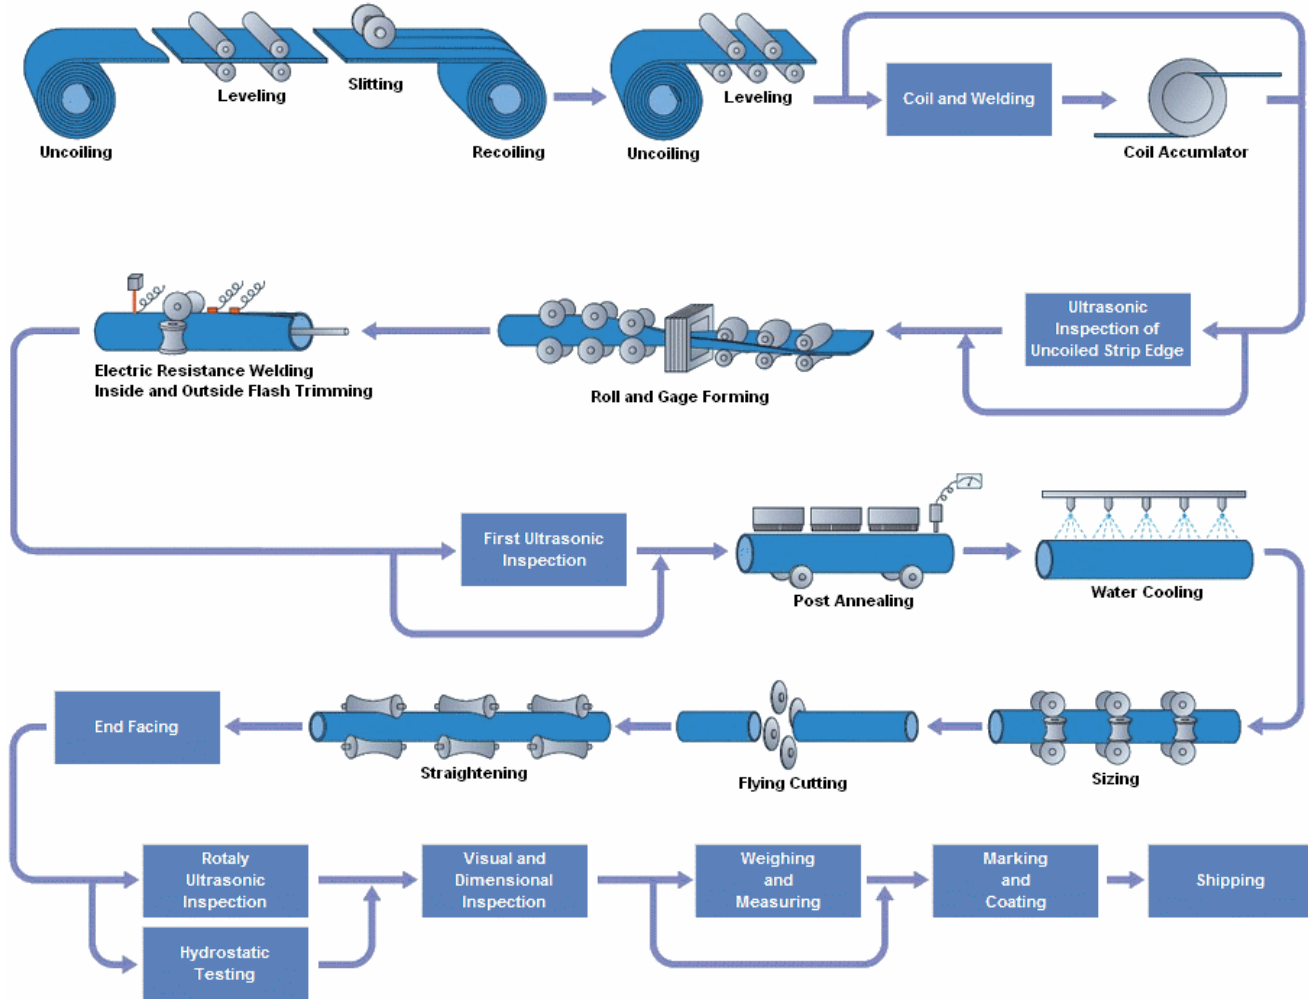 Uncoiling
Leveling
Slitting
Recoiling
Uncoiling
Leveling
Coil and Welding
Coil Accumlator
Electric Resistance Welding
Inside and Outside Flash Trimming
Roll and Gage Forming
Ultrasonic
Inspection of
Uncoiled Strip Edge
First Ultrasonic
Inspection
Post Annealing
Water Cooling
End Facing
Straightening
Flying Cutting
Sizing
Rotaly
Ultrasonic
Inspection
Hydrostatic
Testing
Visual and
Dimensional
Inspection
Weighing
and
Measuring
Marking
and
Coating
Shipping